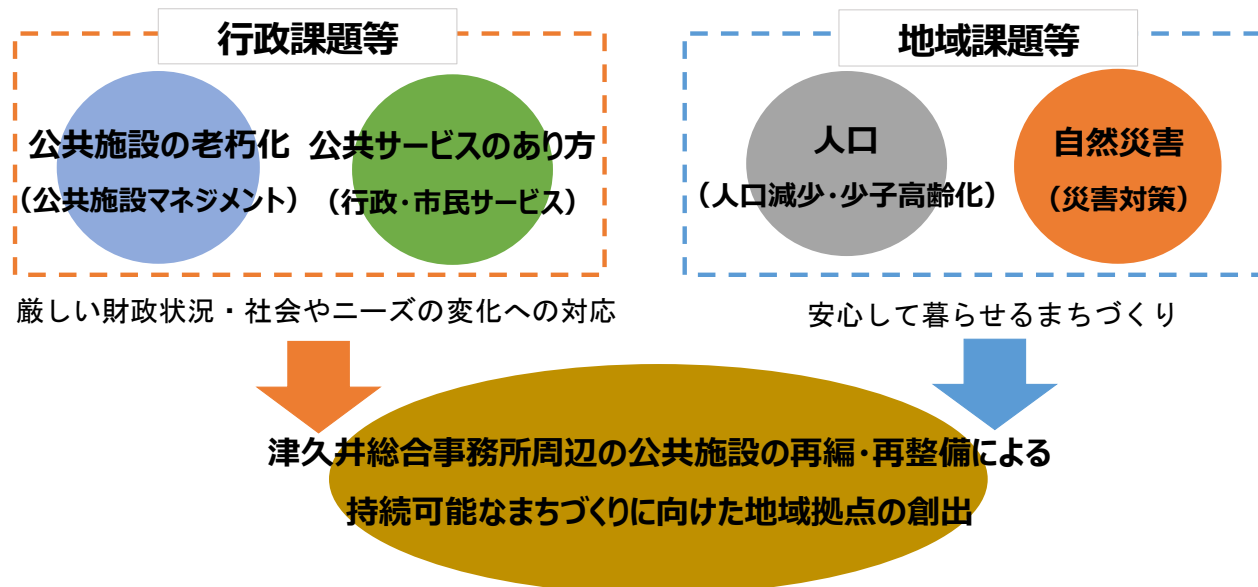 行政課題等
公共施設の老朽化
(公共施設マネジメント)
公共サービスのあり方
(行政・市民サービス)
厳しい財政状況・社会やニーズの変化への対応
地域課題等
人口
(人口減少・少子高齢化)
自然災害
(災害対策)
安心して暮らせるまちづくり
津久井総合事務所周辺の公共施設の再編・再整備による
持続可能なまちづくりに向けた地域拠点の創出